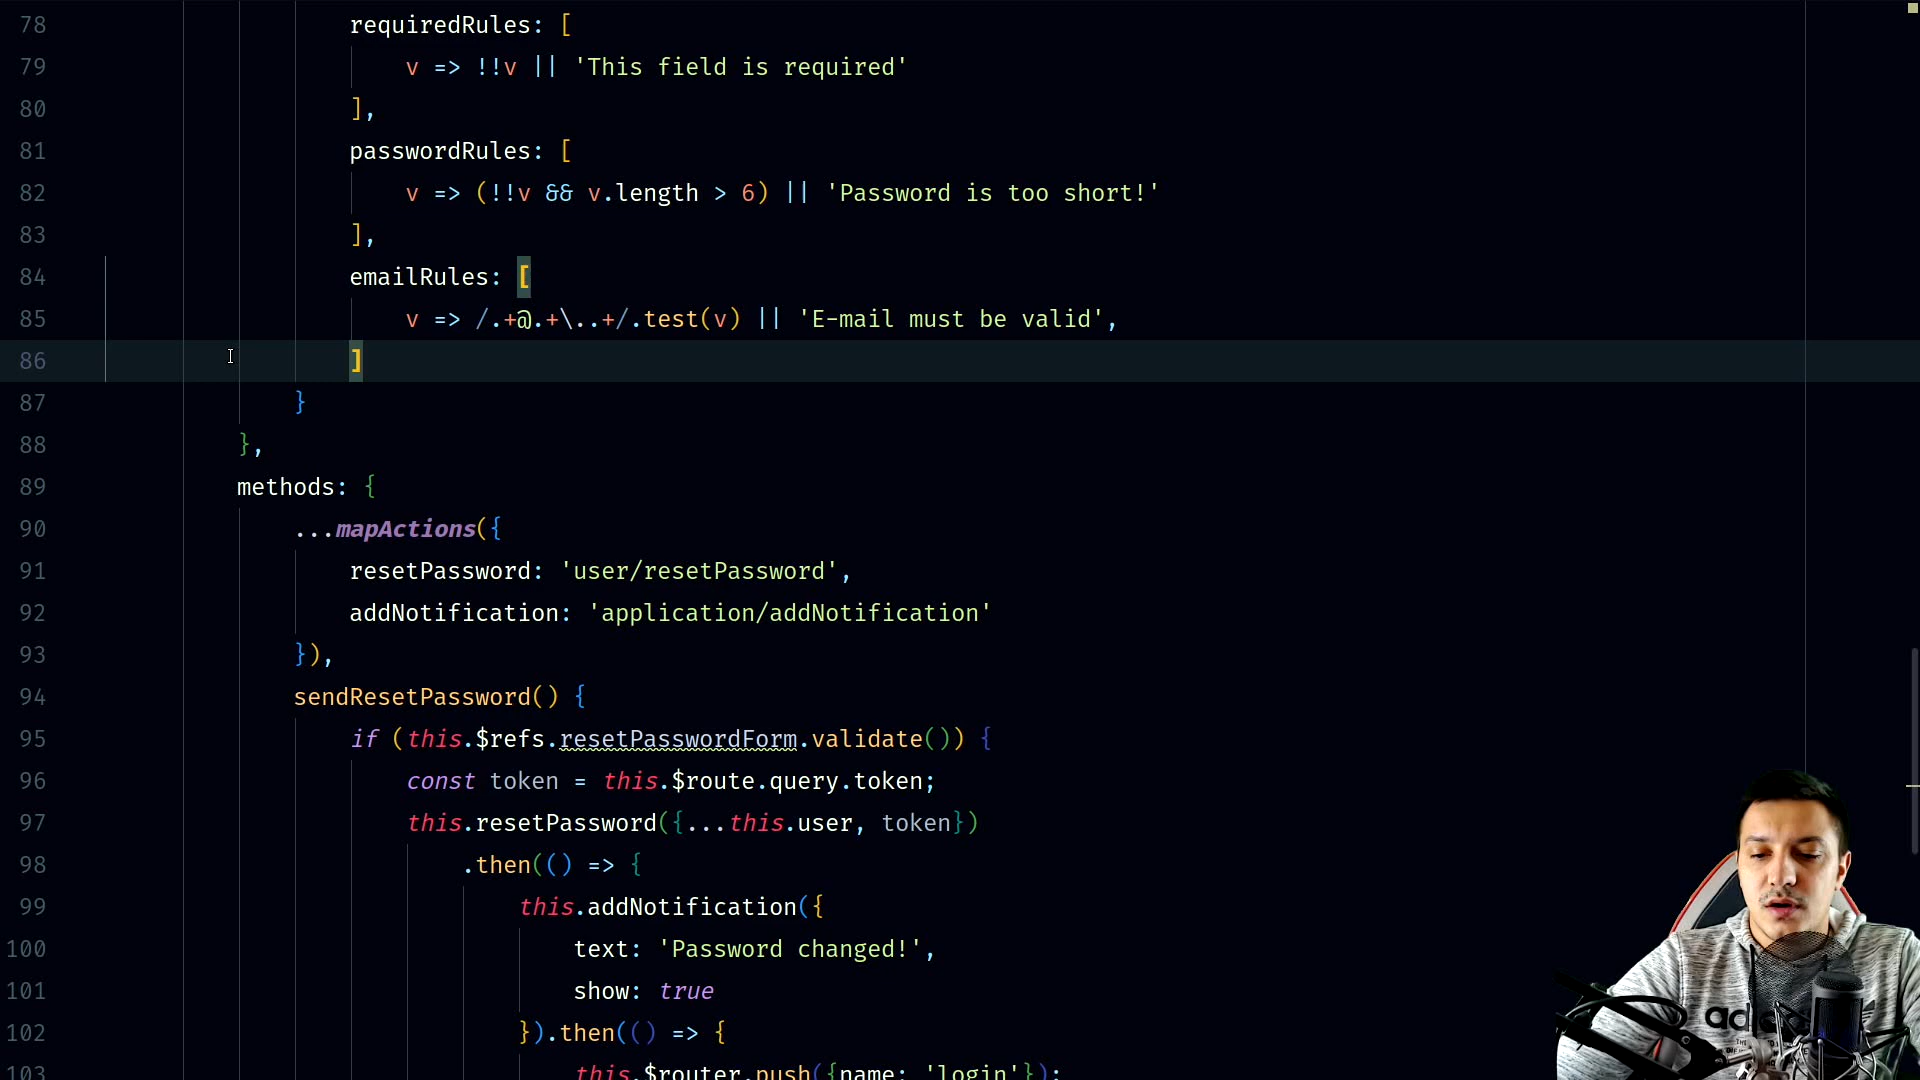 78 requiredRules: [
79 v => !!v || 'This field is required'
80 ],
81 passwordRules: [
82 v => (!!v && v.length > 6) || 'Password is too short!'
83 ],
84 emailRules: [
85 v => /.+@.+\..+/.test(v) || 'E-mail must be valid',
86 ]
87 }
88 },
89 methods: {
90 ...mapActions({
91 resetPassword: 'user/resetPassword',
92 addNotification: 'application/addNotification'
93 }),
94 sendResetPassword() {
95 if (this.$refs.resetPasswordForm.validate()) {
96 const token = this.$route.query.token;
97 this.resetPassword({...this.user, token})
98 .then(() => {
99 this.addNotification({
100 text: 'Password changed!',
101 show: true
102 }).then(() => {
103 this.$router.push({name: 'login'});